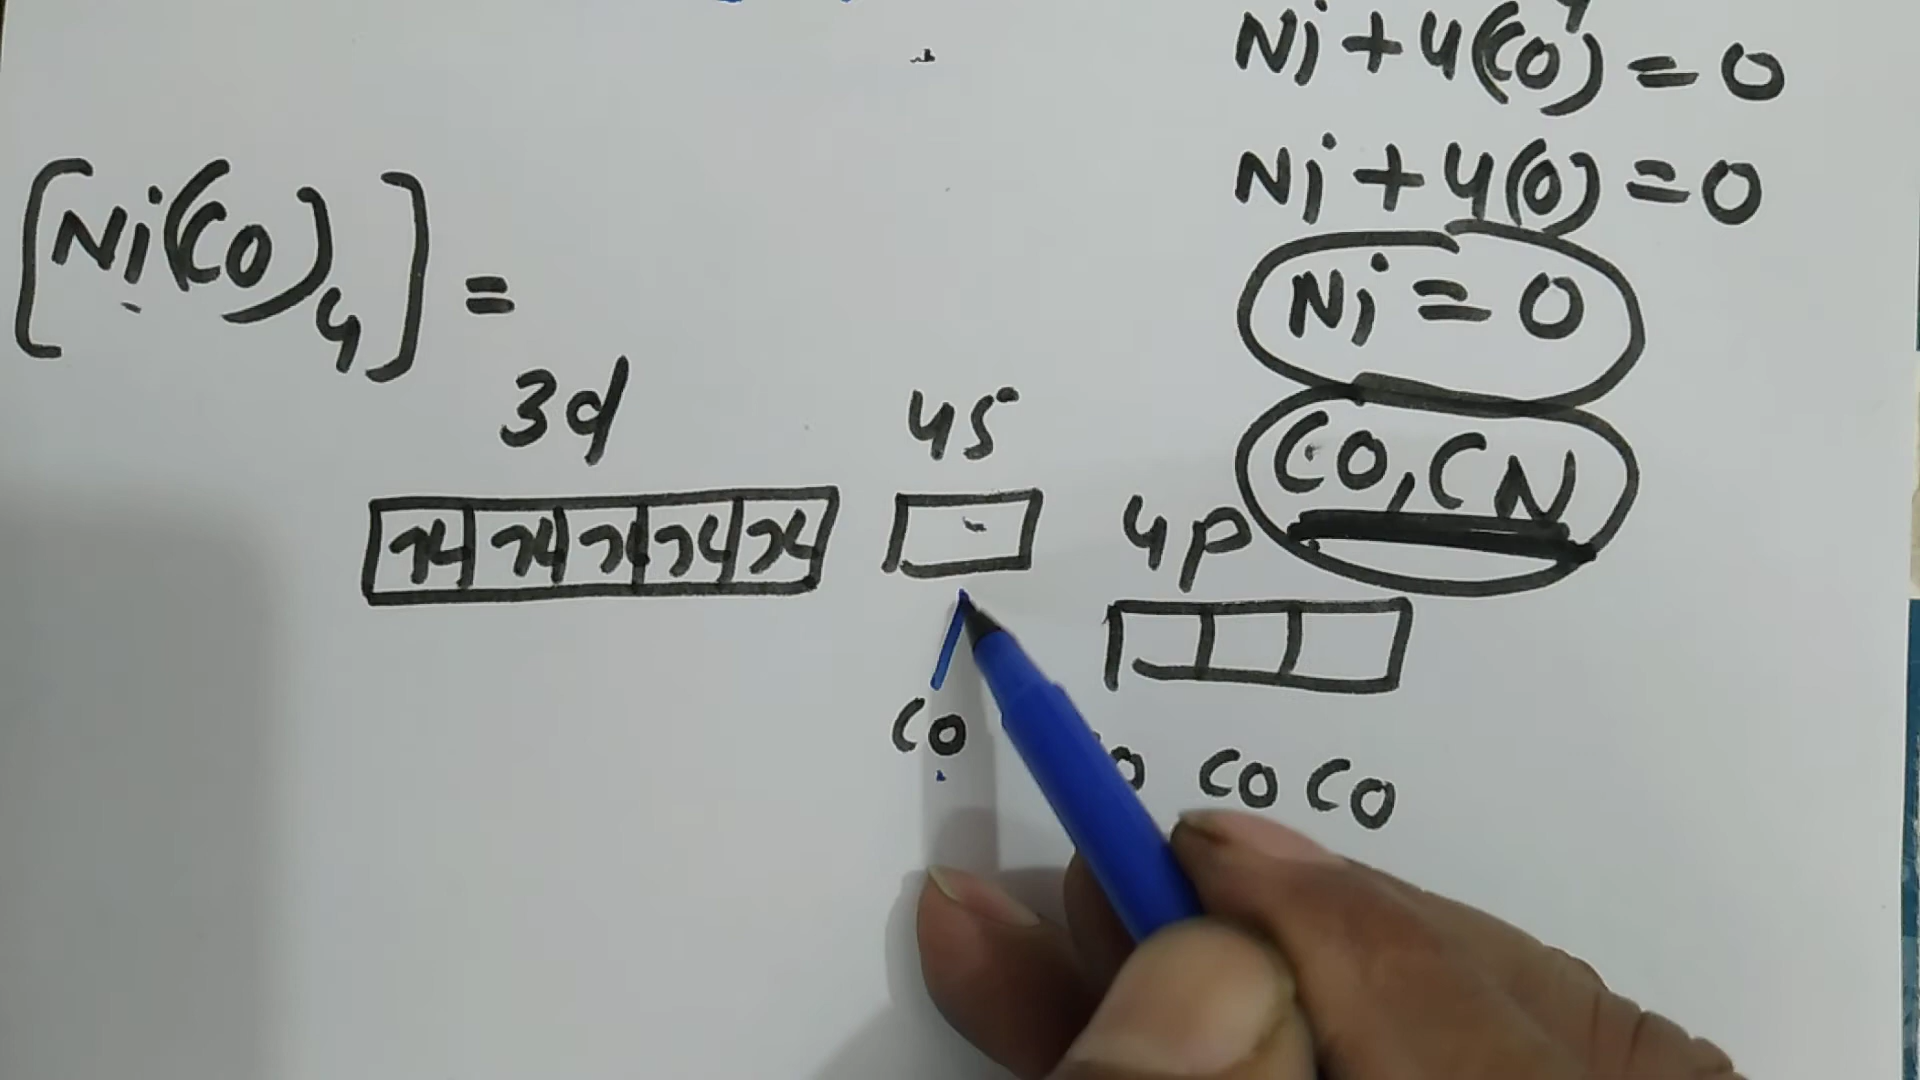 Ni + 4(CO) = 0
Ni + 4(0) = 0
[Ni(CO)4] =
Ni = 0
3d 4s
CO, CN
4p
CO
CO CO